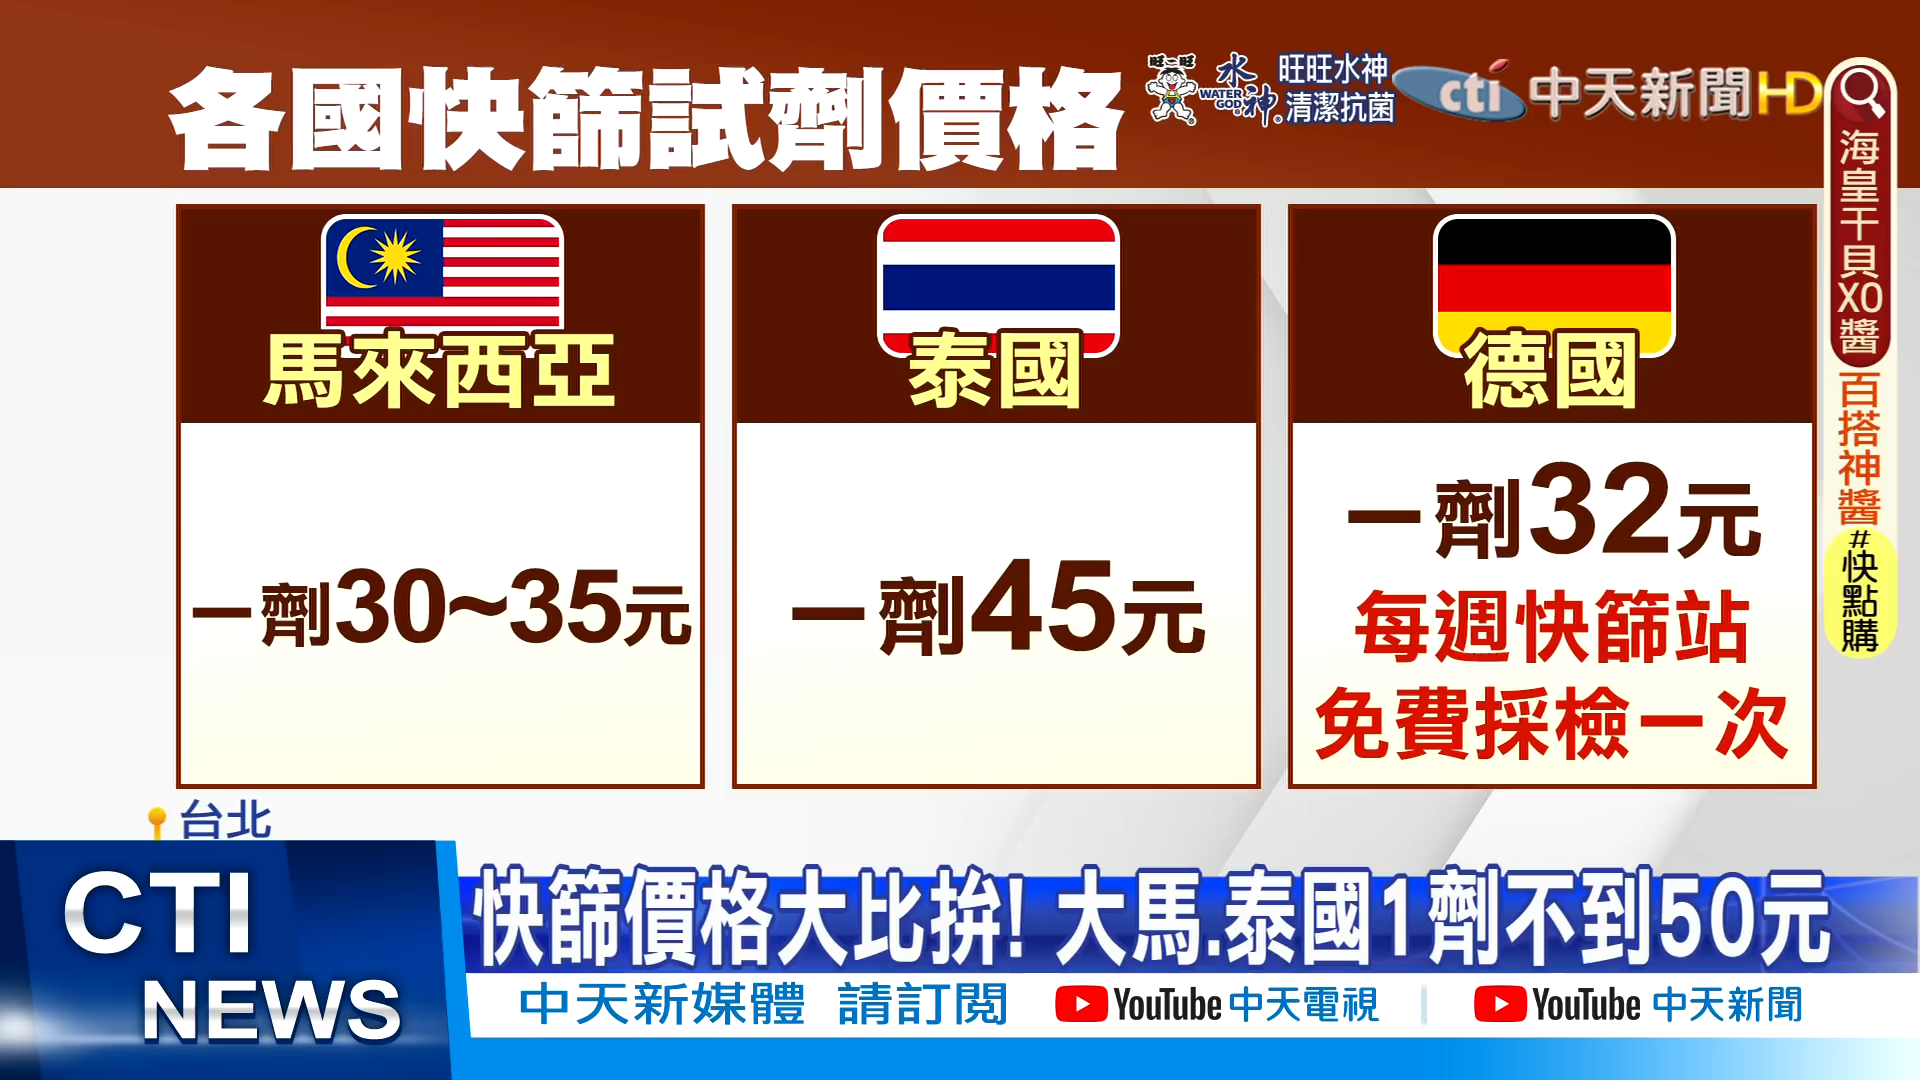 各國快篩試劑價格
旺旺
水神
WATER GOD
旺旺水神
清潔抗菌
cti 中天新聞HD
海皇干貝XO醬
百搭神醬
#快點購
馬來西亞
一劑30~35元
泰國
一劑45元
德國
一劑32元
每週快篩站
免費採檢一次
台北
CTI
NEWS
快篩價格大比拚! 大馬.泰國1劑不到50元
中天新媒體 請訂閱 YouTube 中天電視 | YouTube 中天新聞